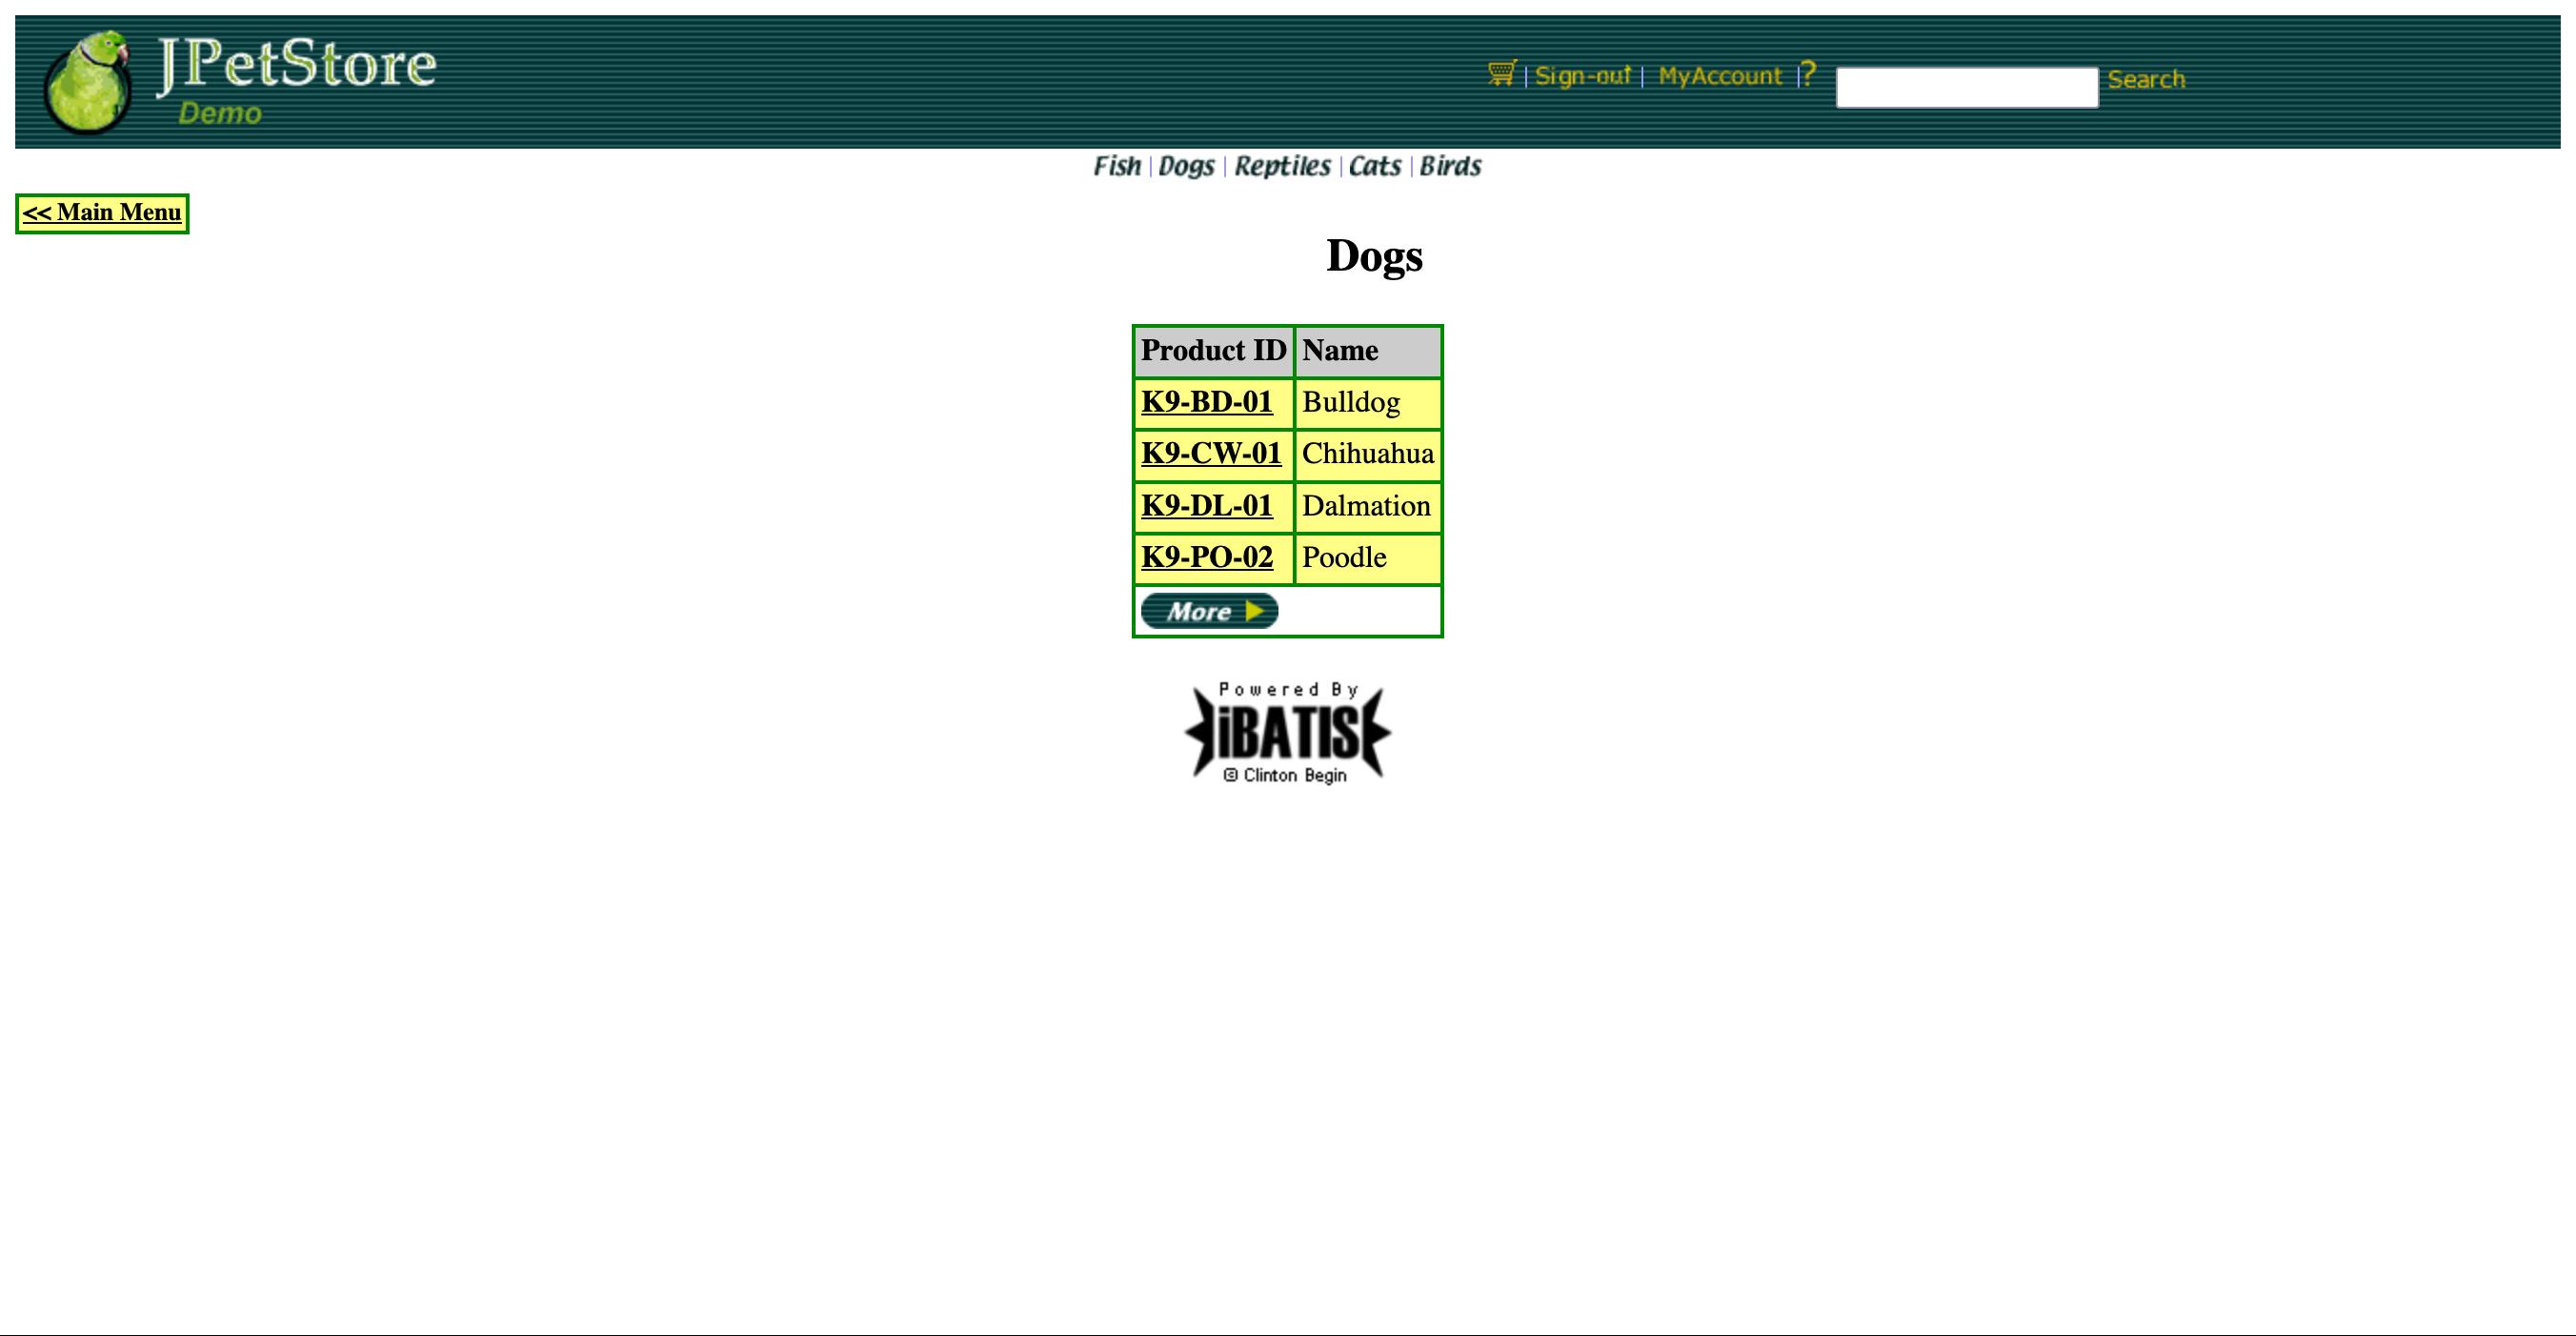 JPetStore
Demo
| Sign-out | MyAccount | ? Search
Fish | Dogs | Reptiles | Cats | Birds
<< Main Menu
Dogs
Product ID Name
K9-BD-01 Bulldog
K9-CW-01 Chihuahua
K9-DL-01 Dalmation
K9-PO-02 Poodle
More
Powered By
iBATIS
© Clinton Begin